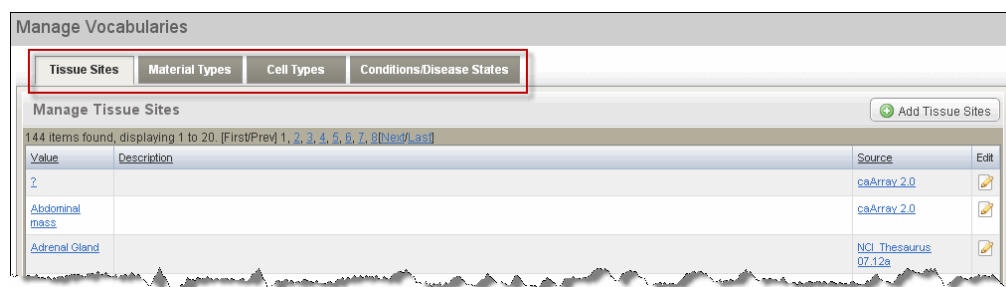 Manage Vocabularies
Tissue Sites Material Types Cell Types Conditions/Disease States
Manage Tissue Sites Add Tissue Sites
144 items found, displaying 1 to 20. [First/Prev] 1, 2, 3, 4, 5, 6, 7, 8[Next/Last]
Value Description Source Edit
? caArray 2.0
Abdominal
mass caArray 2.0
Adrenal Gland NCI Thesaurus
07.12a